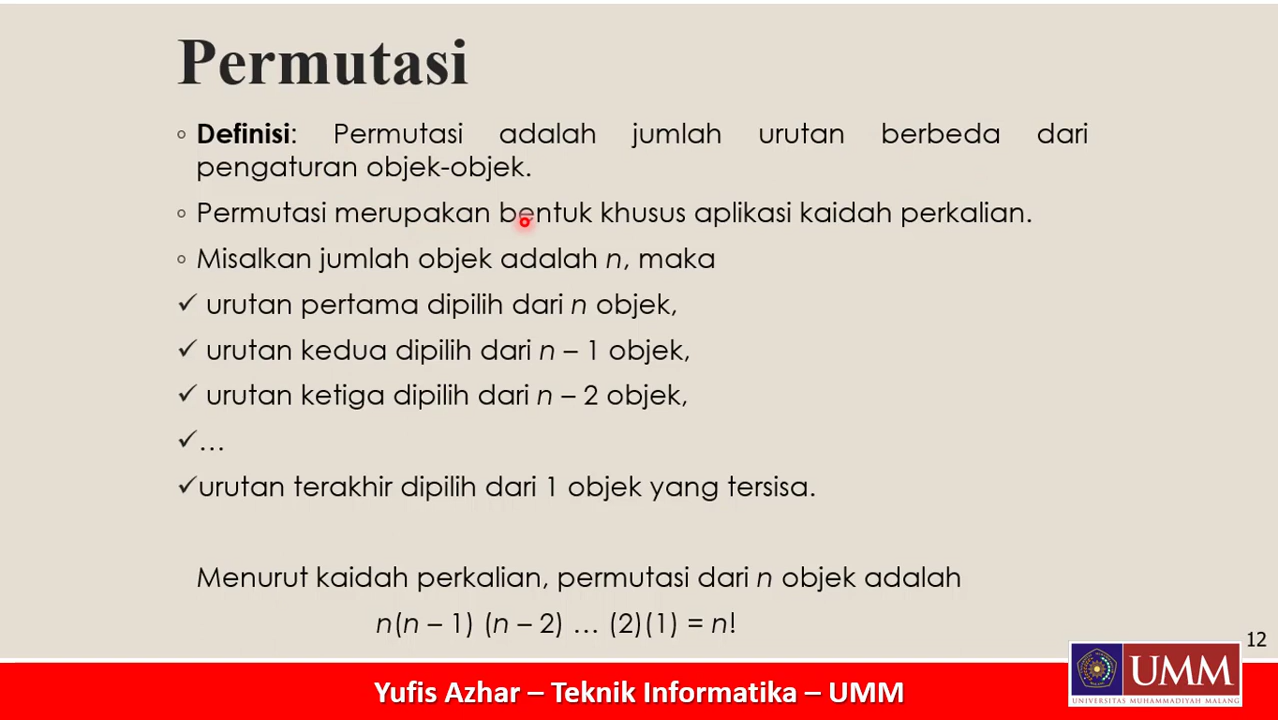 Permutasi
◦ Definisi: Permutasi adalah jumlah urutan berbeda dari
pengaturan objek-objek.
◦ Permutasi merupakan bentuk khusus aplikasi kaidah perkalian.
◦ Misalkan jumlah objek adalah n, maka
✓ urutan pertama dipilih dari n objek,
✓ urutan kedua dipilih dari n – 1 objek,
✓ urutan ketiga dipilih dari n – 2 objek,
✓…
✓urutan terakhir dipilih dari 1 objek yang tersisa.
Menurut kaidah perkalian, permutasi dari n objek adalah
n(n – 1) (n – 2) … (2)(1) = n!
12
Yufis Azhar – Teknik Informatika – UMM
UMM
UNIVERSITAS MUHAMMADIYAH MALANG